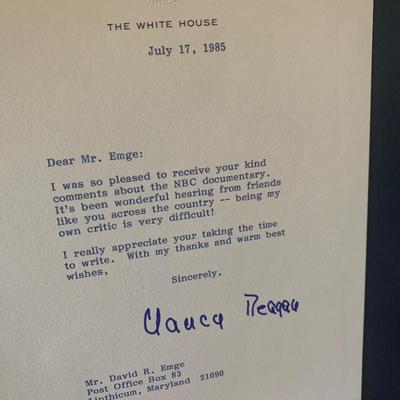 THE WHITE HOUSE
July 17, 1985
Dear Mr. Emge:
I was so pleased to receive your kind
comments about the NBC documentary.
It's been wonderful hearing from friends
like you across the country -- being my
own critic is very difficult!
I really appreciate your taking the time
to write. With my thanks and warm best
wishes,
Sincerely,
Nancy Reagan
Mr. David R. Emge
Post Office Box 83
Linthicum, Maryland 21090